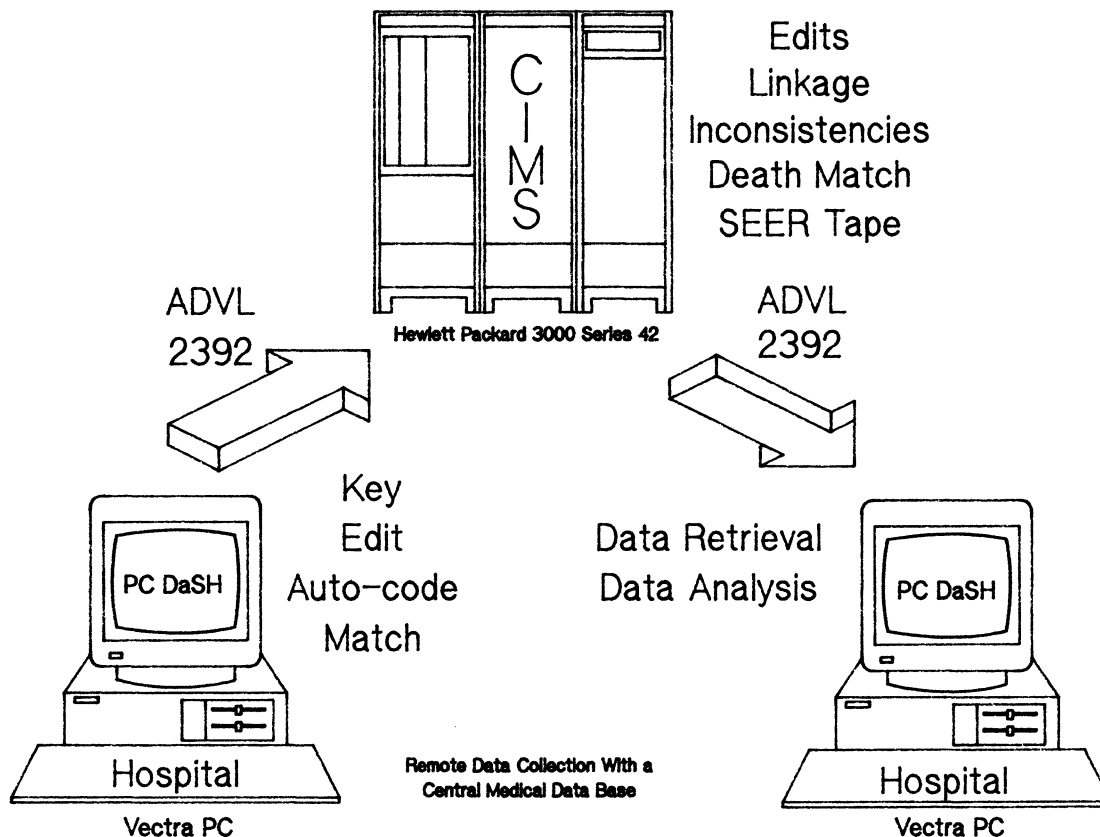 C
I
M
S
Edits
Linkage
Inconsistencies
Death Match
SEER Tape
Hewlett Packard 3000 Series 42
ADVL
2392
ADVL
2392
Key
Edit
Auto-code
Match
Data Retrieval
Data Analysis
PC DaSH
PC DaSH
Hospital
Vectra PC
Remote Data Collection With a
Central Medical Data Base
Hospital
Vectra PC